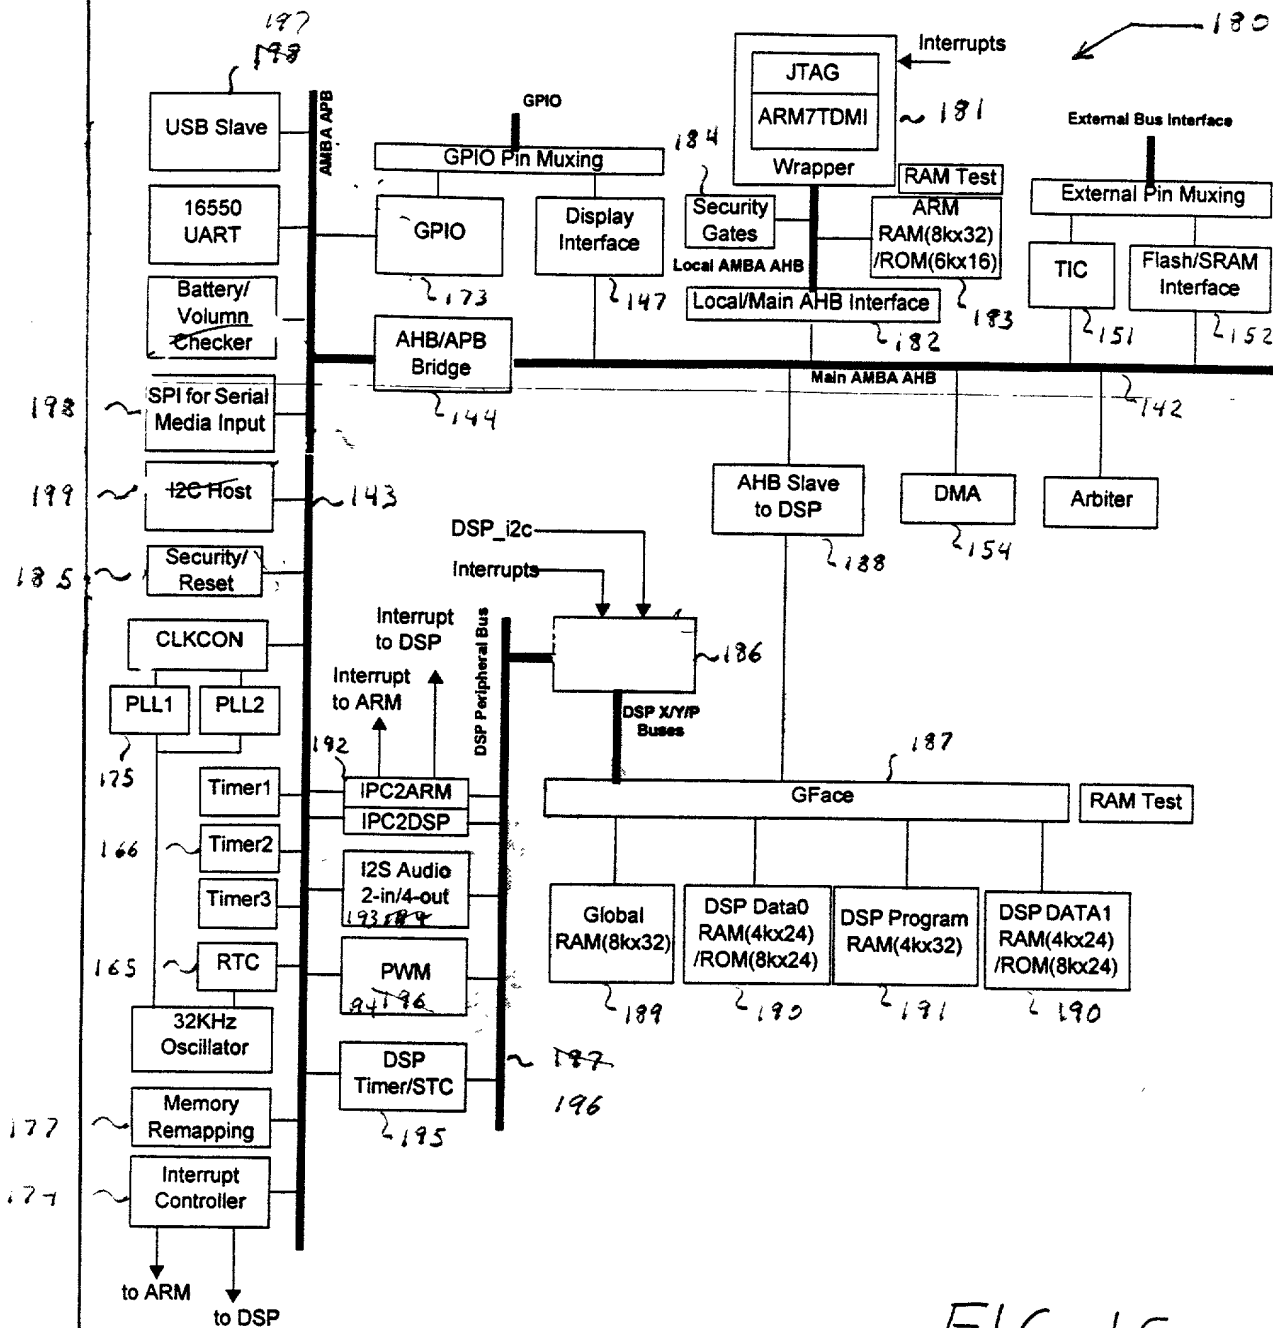 180
197
198
USB Slave
AMBA APB
16550
UART
Battery/
Volumn
Checker
SPI for Serial
Media Input
198
I2C Host
199
143
Security/
Reset
185
CLKCON
PLL1
PLL2
175
Timer1
Timer2
166
Timer3
RTC
165
32KHz
Oscillator
Memory
Remapping
177
Interrupt
Controller
to ARM
to DSP
GPIO
GPIO Pin Muxing
GPIO
173
Display
Interface
147
AHB/APB
Bridge
144
Interrupts
JTAG
ARM7TDMI
Wrapper
181
184
Security
Gates
RAM Test
ARM
RAM(8kx32)
/ROM(6kx16)
183
Local AMBA AHB
Local/Main AHB Interface
182
External Bus Interface
External Pin Muxing
TIC
151
Flash/SRAM
Interface
152
Main AMBA AHB
142
AHB Slave
to DSP
188
DMA
154
Arbiter
DSP_i2c
Interrupts
186
DSP X/Y/P
Buses
Interrupt
to DSP
Interrupt
to ARM
DSP Peripheral Bus
192
IPC2ARM
IPC2DSP
I2S Audio
2-in/4-out
193
PWM
194 196
DSP
Timer/STC
195
187
196
187
GFace
RAM Test
Global
RAM(8kx32)
189
DSP Data0
RAM(4kx24)
/ROM(8kx24)
190
DSP Program
RAM(4kx32)
191
DSP DATA1
RAM(4kx24)
/ROM(8kx24)
190